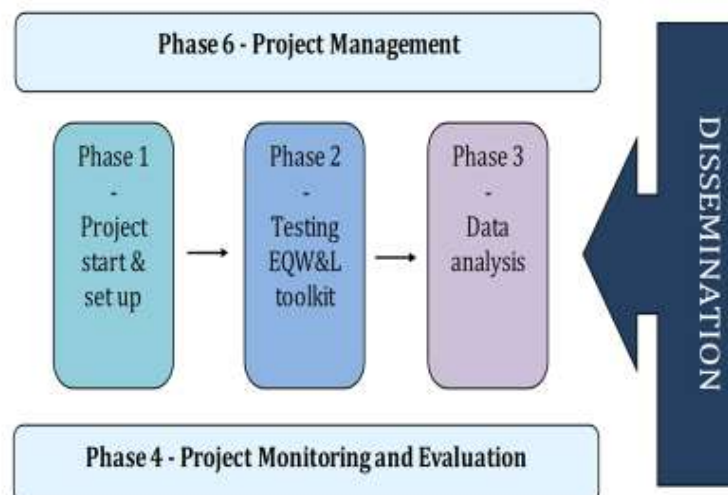 Phase 6 - Project Management
Phase 1
-
Project
start &
set up
Phase 2
-
Testing
EQW&L
toolkit
Phase 3
-
Data
analysis
DISSEMINATION
Phase 4 - Project Monitoring and Evaluation